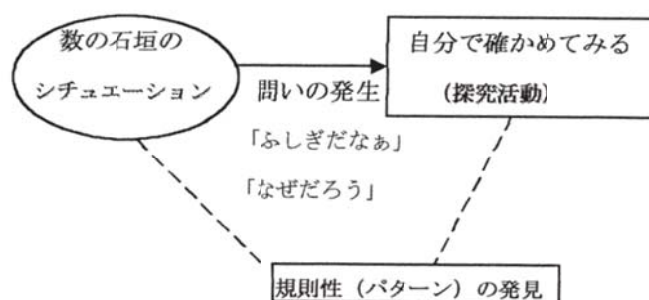 数の石垣の
シチュエーション
問いの発生
「ふしぎだなぁ」
「なぜだろう」
自分で確かめてみる
(探究活動)
規則性(パターン)の発見